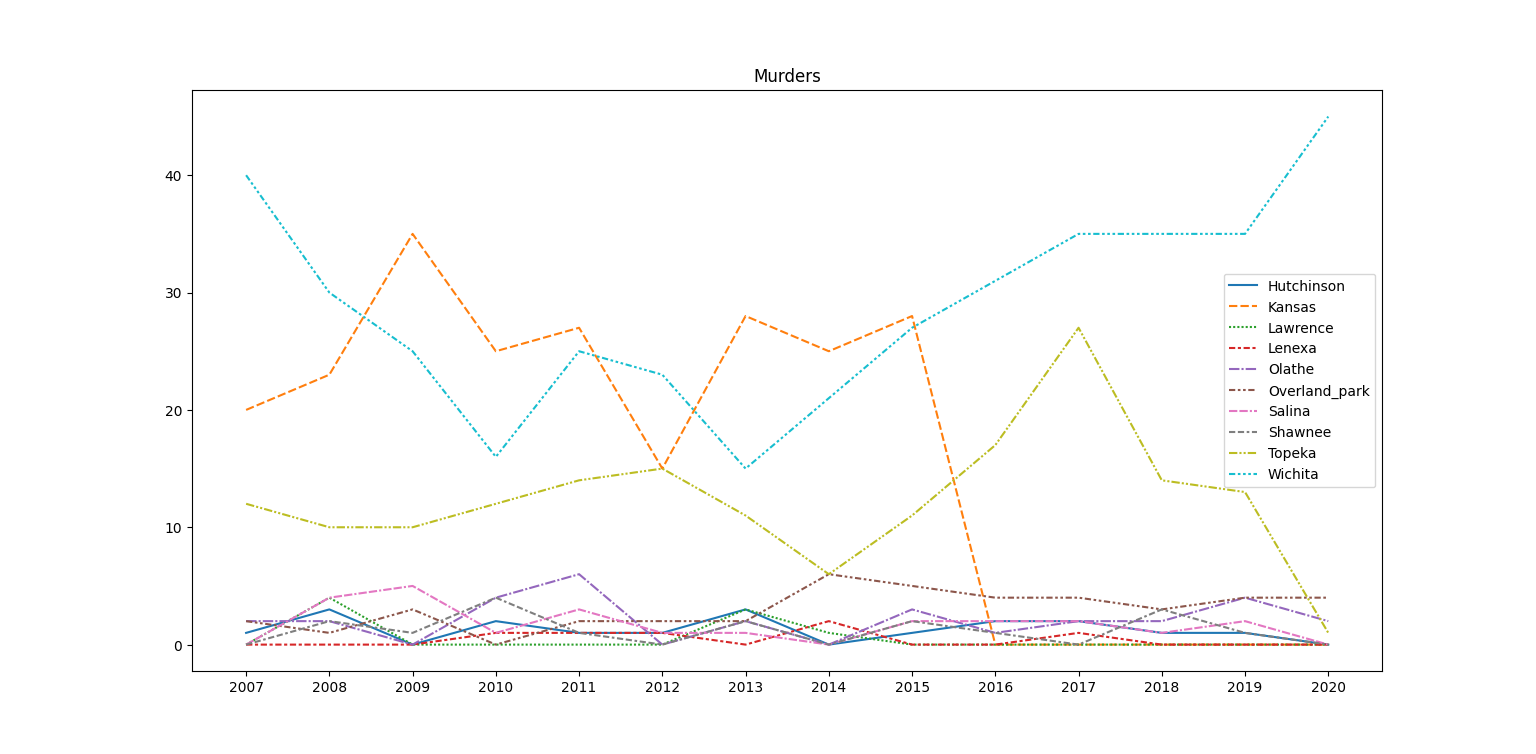 Murders
40
30
20
10
0
2007 2008 2009 2010 2011 2012 2013 2014 2015 2016 2017 2018 2019 2020
Hutchinson
Kansas
Lawrence
Lenexa
Olathe
Overland_park
Salina
Shawnee
Topeka
Wichita